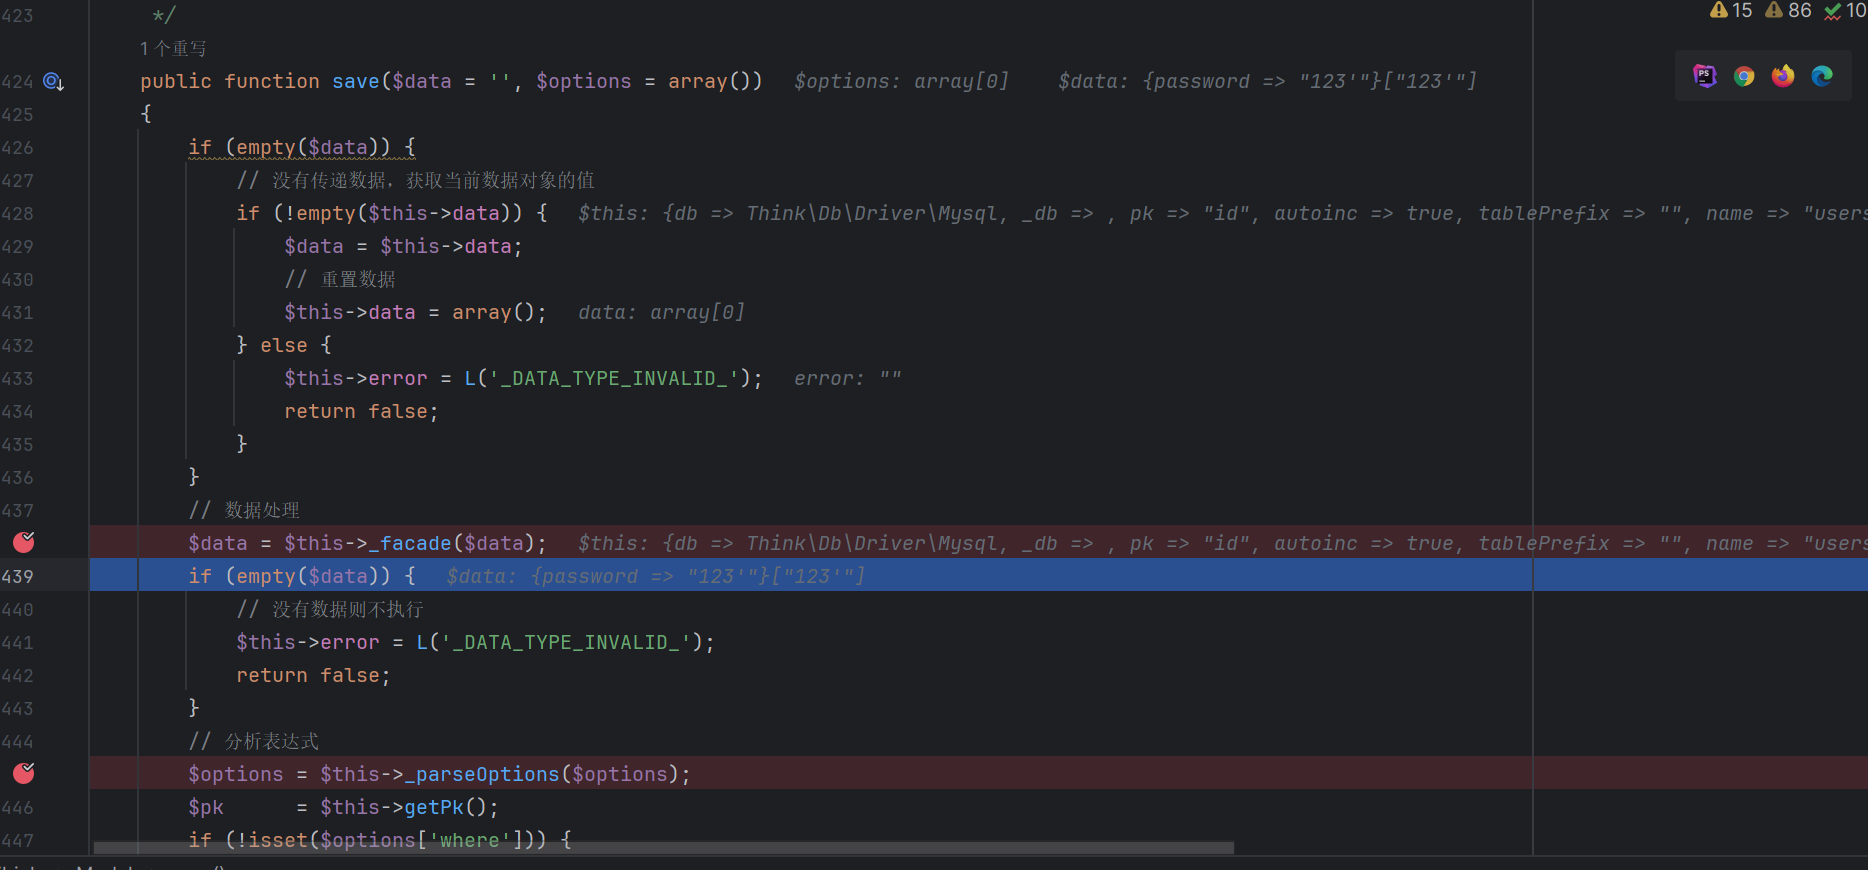 15 86 10
423 */
1 个重写
424 public function save($data = '', $options = array()) $options: array[0] $data: {password => "123'"}["123'"]
425 {
426 if (empty($data)) {
427 // 没有传递数据，获取当前数据对象的值
428 if (!empty($this->data)) { $this: {db => Think\Db\Driver\Mysql, _db => , pk => "id", autoinc => true, tablePrefix => "", name => "users
429 $data = $this->data;
430 // 重置数据
431 $this->data = array(); data: array[0]
432 } else {
433 $this->error = L('_DATA_TYPE_INVALID_'); error: ""
434 return false;
435 }
436 }
437 // 数据处理
$data = $this->_facade($data); $this: {db => Think\Db\Driver\Mysql, _db => , pk => "id", autoinc => true, tablePrefix => "", name => "users
439 if (empty($data)) { $data: {password => "123'"}["123'"]
440 // 没有数据则不执行
441 $this->error = L('_DATA_TYPE_INVALID_');
442 return false;
443 }
444 // 分析表达式
$options = $this->_parseOptions($options);
446 $pk = $this->getPk();
447 if (!isset($options['where'])) {